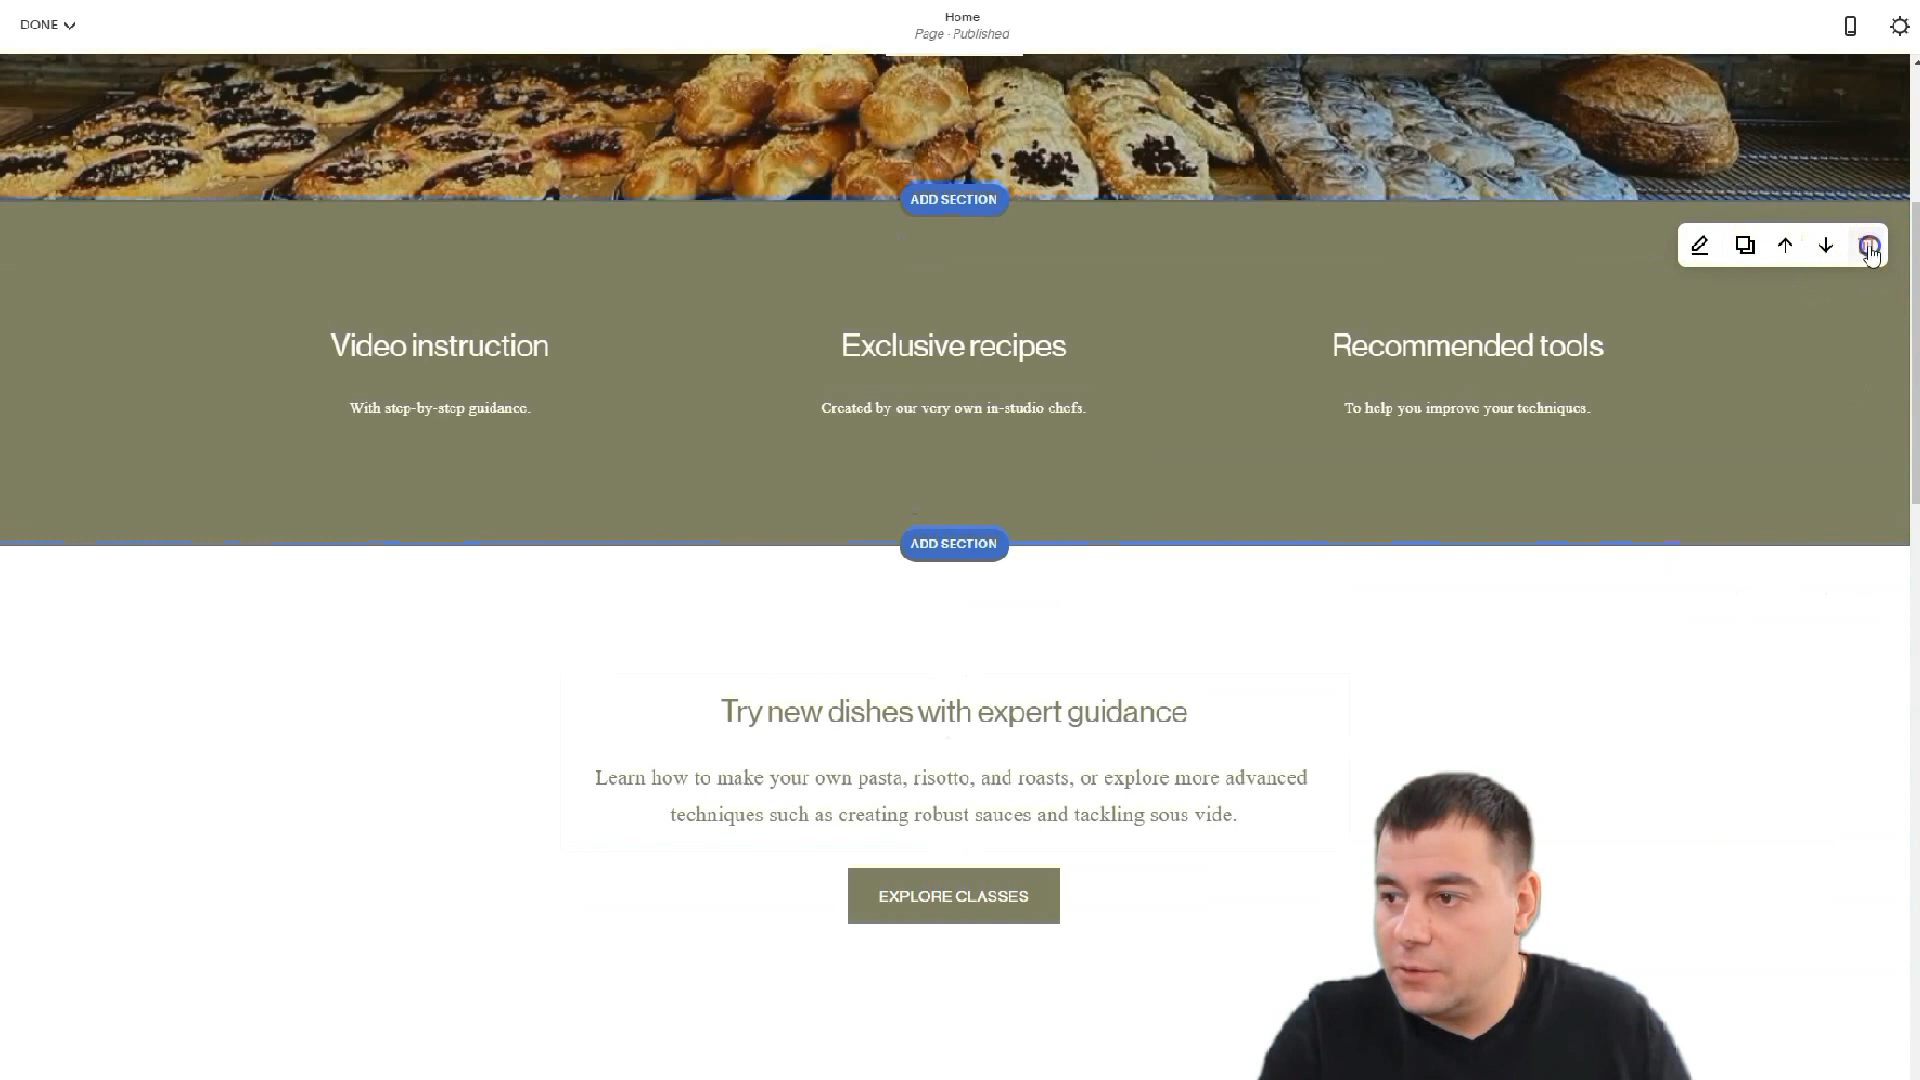 DONE
Home
Page - Published
ADD SECTION
Video instruction
Exclusive recipes
Recommended tools
With step-by-step guidance.
Created by our very own in-studio chefs.
To help you improve your techniques.
ADD SECTION
Try new dishes with expert guidance
Learn how to make your own pasta, risotto, and roasts, or explore more advanced
techniques such as creating robust sauces and tackling sous vide.
EXPLORE CLASSES